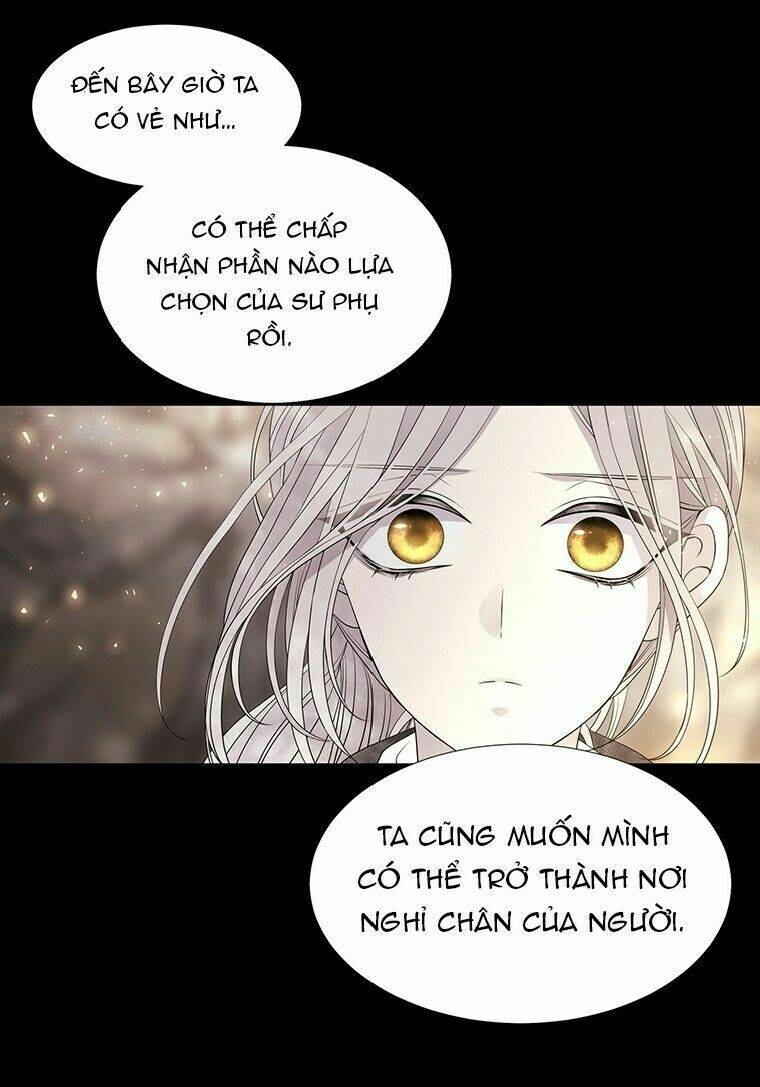 ĐẾN BÂY GIỜ TA
CÓ VẺ NHƯ...
CÓ THỂ CHẤP
NHẬN PHẦN NÀO LỰA
CHỌN CỦA SƯ PHỤ
RỒI.
TA CŨNG MUỐN MÌNH
CÓ THỂ TRỞ THÀNH NƠI
NGHỈ CHÂN CỦA NGƯỜI.